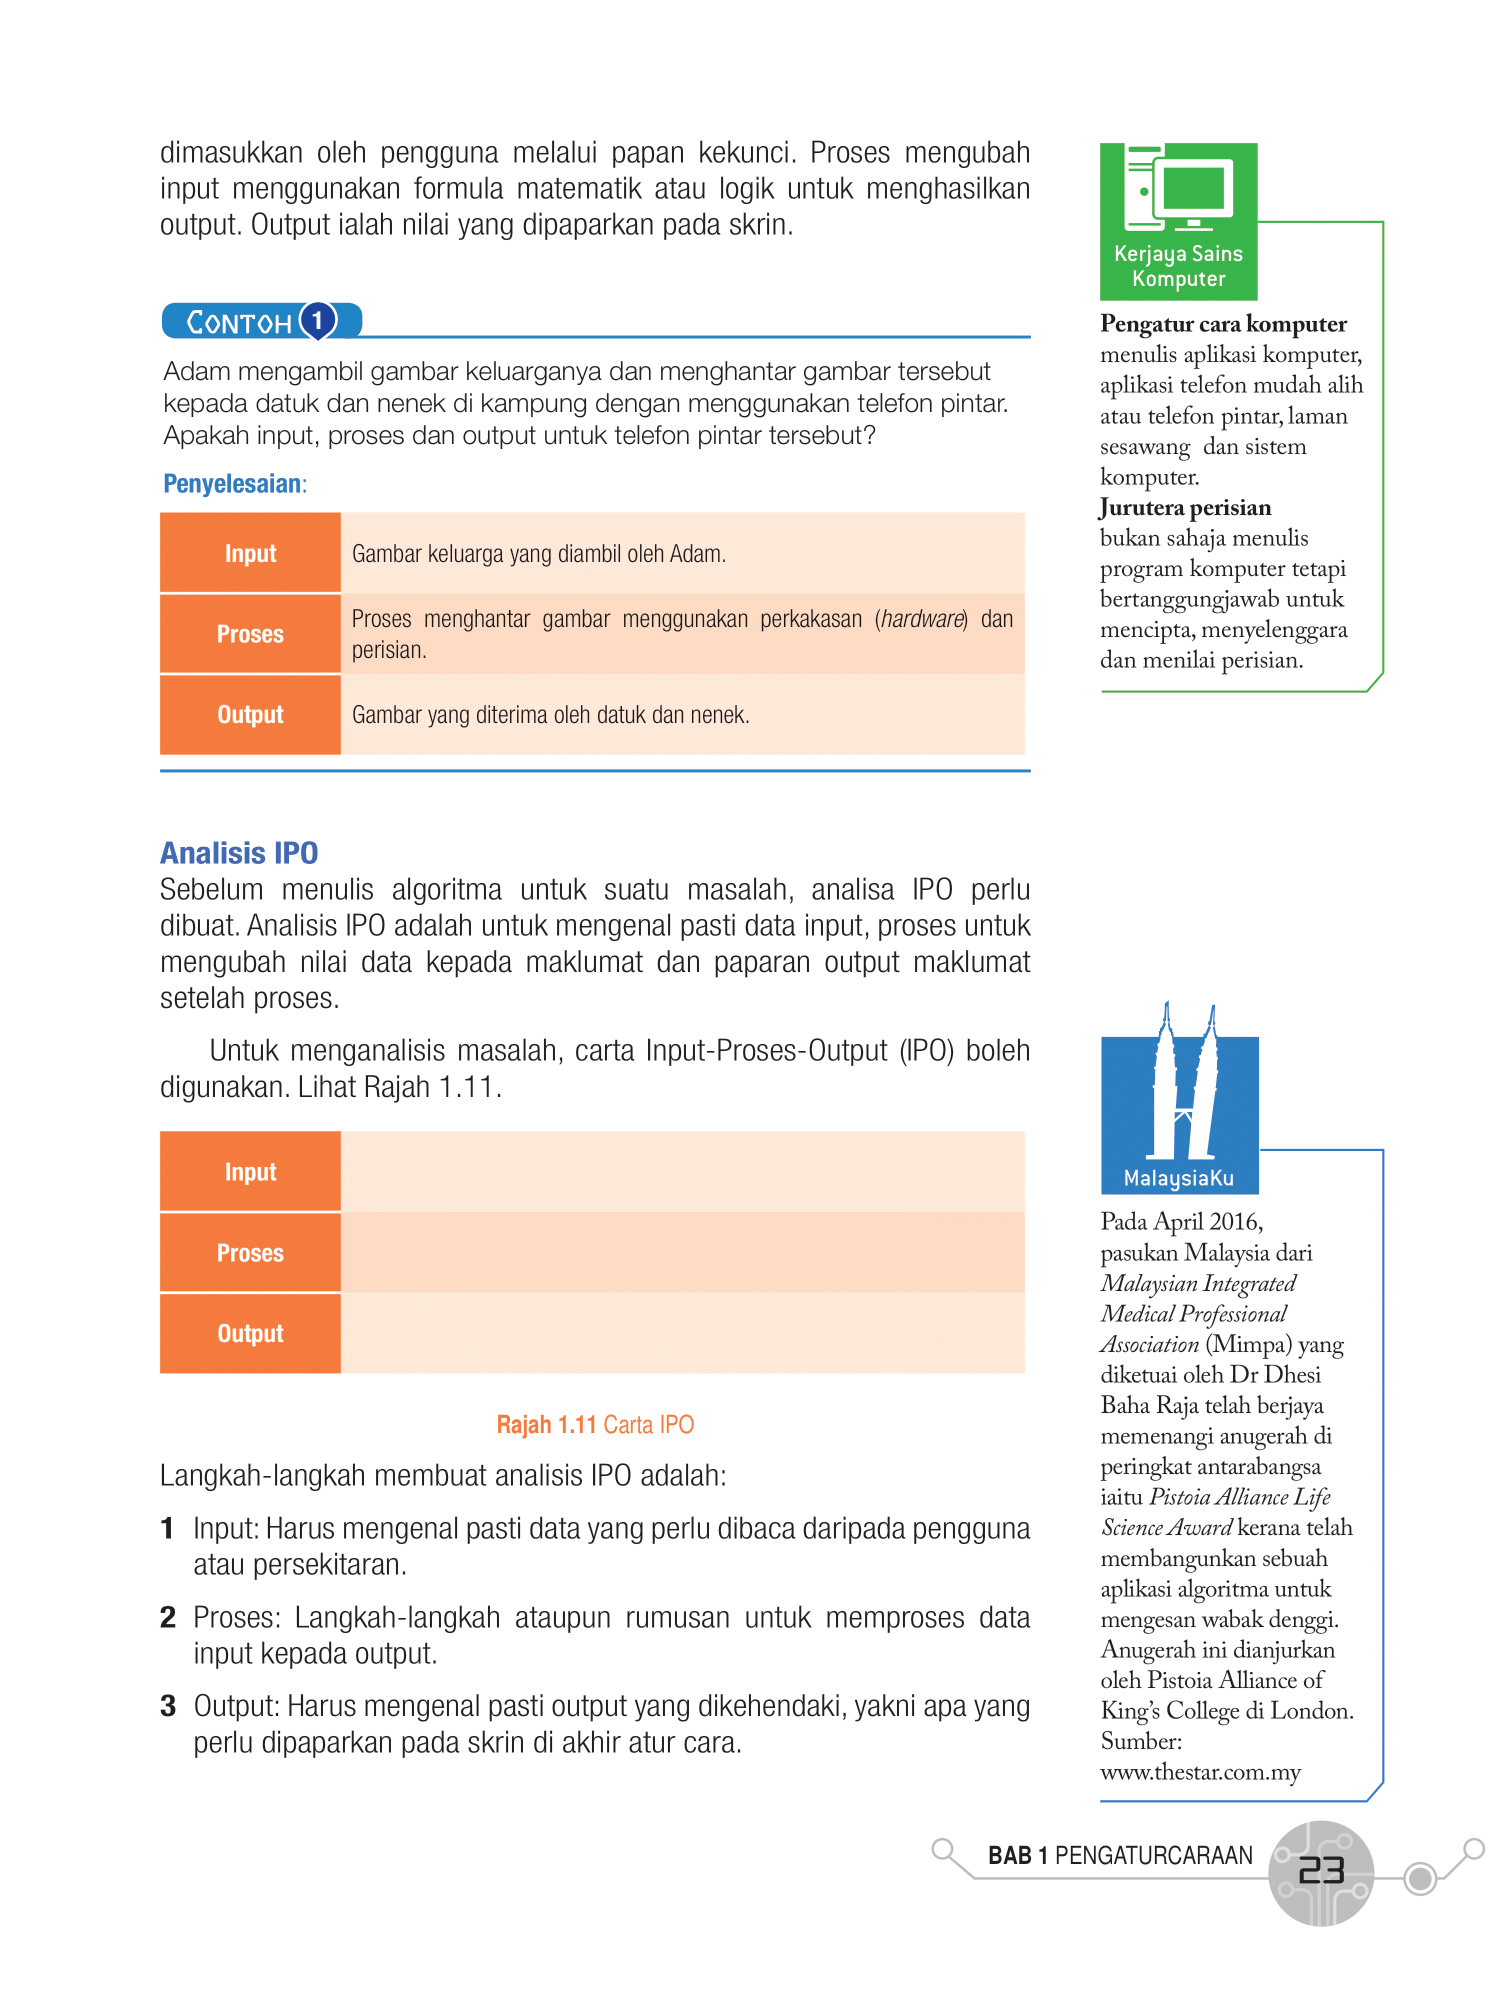 dimasukkan oleh pengguna melalui papan kekunci. Proses mengubah
input menggunakan formula matematik atau logik untuk menghasilkan
output. Output ialah nilai yang dipaparkan pada skrin.
CONTOH 1
Adam mengambil gambar keluarganya dan menghantar gambar tersebut
kepada datuk dan nenek di kampung dengan menggunakan telefon pintar.
Apakah input, proses dan output untuk telefon pintar tersebut?
Penyelesaian:
Input
Gambar keluarga yang diambil oleh Adam.
Proses
Proses menghantar gambar menggunakan perkakasan (hardware) dan
perisian.
Output
Gambar yang diterima oleh datuk dan nenek.
Analisis IPO
Sebelum menulis algoritma untuk suatu masalah, analisa IPO perlu
dibuat. Analisis IPO adalah untuk mengenal pasti data input, proses untuk
mengubah nilai data kepada maklumat dan paparan output maklumat
setelah proses.
Untuk menganalisis masalah, carta Input-Proses-Output (IPO) boleh
digunakan. Lihat Rajah 1.11.
Input
Proses
Output
Rajah 1.11 Carta IPO
Langkah-langkah membuat analisis IPO adalah:
1 Input: Harus mengenal pasti data yang perlu dibaca daripada pengguna
atau persekitaran.
2 Proses: Langkah-langkah ataupun rumusan untuk memproses data
input kepada output.
3 Output: Harus mengenal pasti output yang dikehendaki, yakni apa yang
perlu dipaparkan pada skrin di akhir atur cara.
Kerjaya Sains
Komputer
Pengatur cara komputer
menulis aplikasi komputer,
aplikasi telefon mudah alih
atau telefon pintar, laman
sesawang dan sistem
komputer.
Jurutera perisian
bukan sahaja menulis
program komputer tetapi
bertanggungjawab untuk
mencipta, menyelenggara
dan menilai perisian.
MalaysiaKu
Pada April 2016,
pasukan Malaysia dari
Malaysian Integrated
Medical Professional
Association (Mimpa) yang
diketuai oleh Dr Dhesi
Baha Raja telah berjaya
memenangi anugerah di
peringkat antarabangsa
iaitu Pistoia Alliance Life
Science Award kerana telah
membangunkan sebuah
aplikasi algoritma untuk
mengesan wabak denggi.
Anugerah ini dianjurkan
oleh Pistoia Alliance of
King's College di London.
Sumber:
www.thestar.com.my
BAB 1 PENGATURCARAAN
23